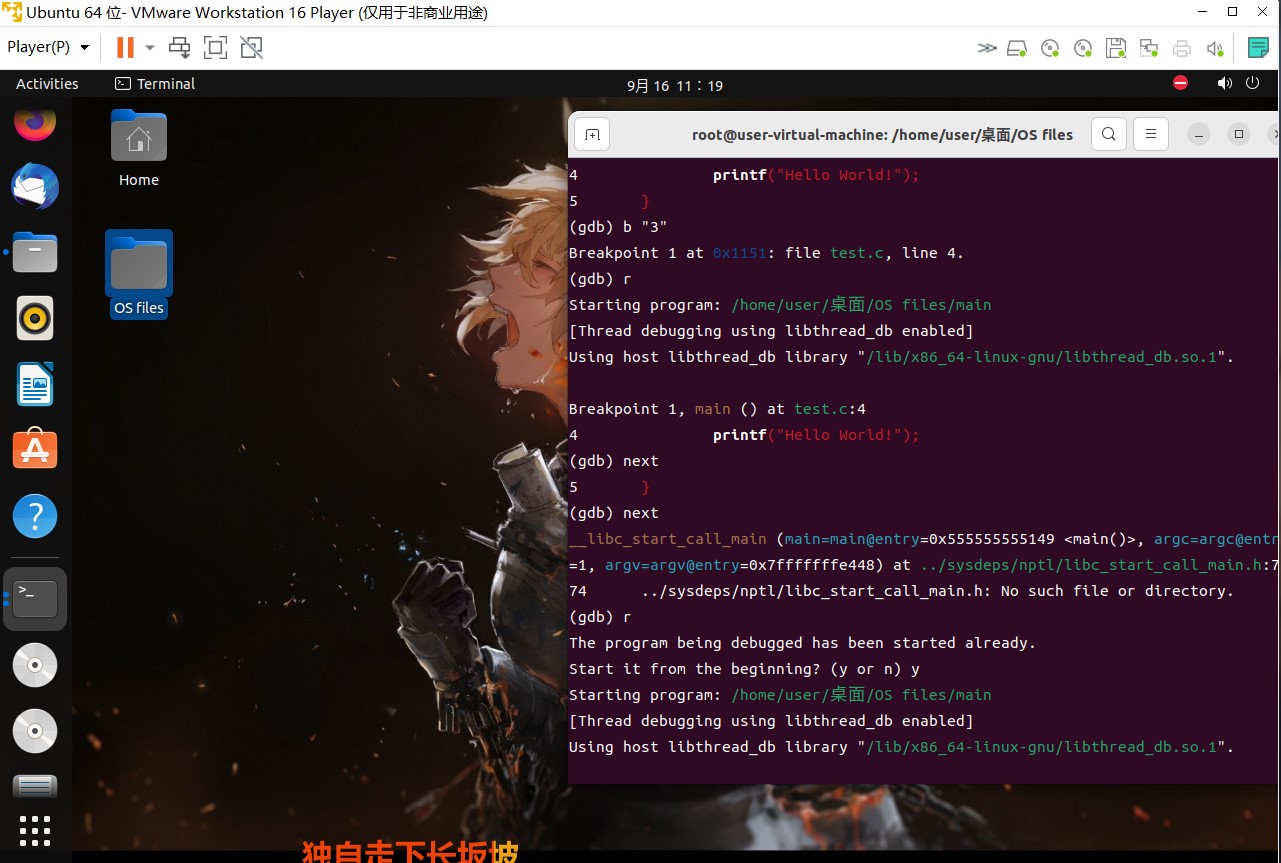 Ubuntu 64 位- VMware Workstation 16 Player (仅用于非商业用途)
Player(P)
Activities
Terminal
9月 16 11：19
Home
OS files
root@user-virtual-machine: /home/user/桌面/OS files
4 printf("Hello World!");
5 }
(gdb) b "3"
Breakpoint 1 at 0x1151: file test.c, line 4.
(gdb) r
Starting program: /home/user/桌面/OS files/main
[Thread debugging using libthread_db enabled]
Using host libthread_db library "/lib/x86_64-linux-gnu/libthread_db.so.1".
Breakpoint 1, main () at test.c:4
4 printf("Hello World!");
(gdb) next
5 }
(gdb) next
__libc_start_call_main (main=main@entry=0x555555555149 <main()>, argc=argc@entr
=1, argv=argv@entry=0x7fffffffe448) at ../sysdeps/nptl/libc_start_call_main.h:7
74 ../sysdeps/nptl/libc_start_call_main.h: No such file or directory.
(gdb) r
The program being debugged has been started already.
Start it from the beginning? (y or n) y
Starting program: /home/user/桌面/OS files/main
[Thread debugging using libthread_db enabled]
Using host libthread_db library "/lib/x86_64-linux-gnu/libthread_db.so.1".
独自走下长坂坡